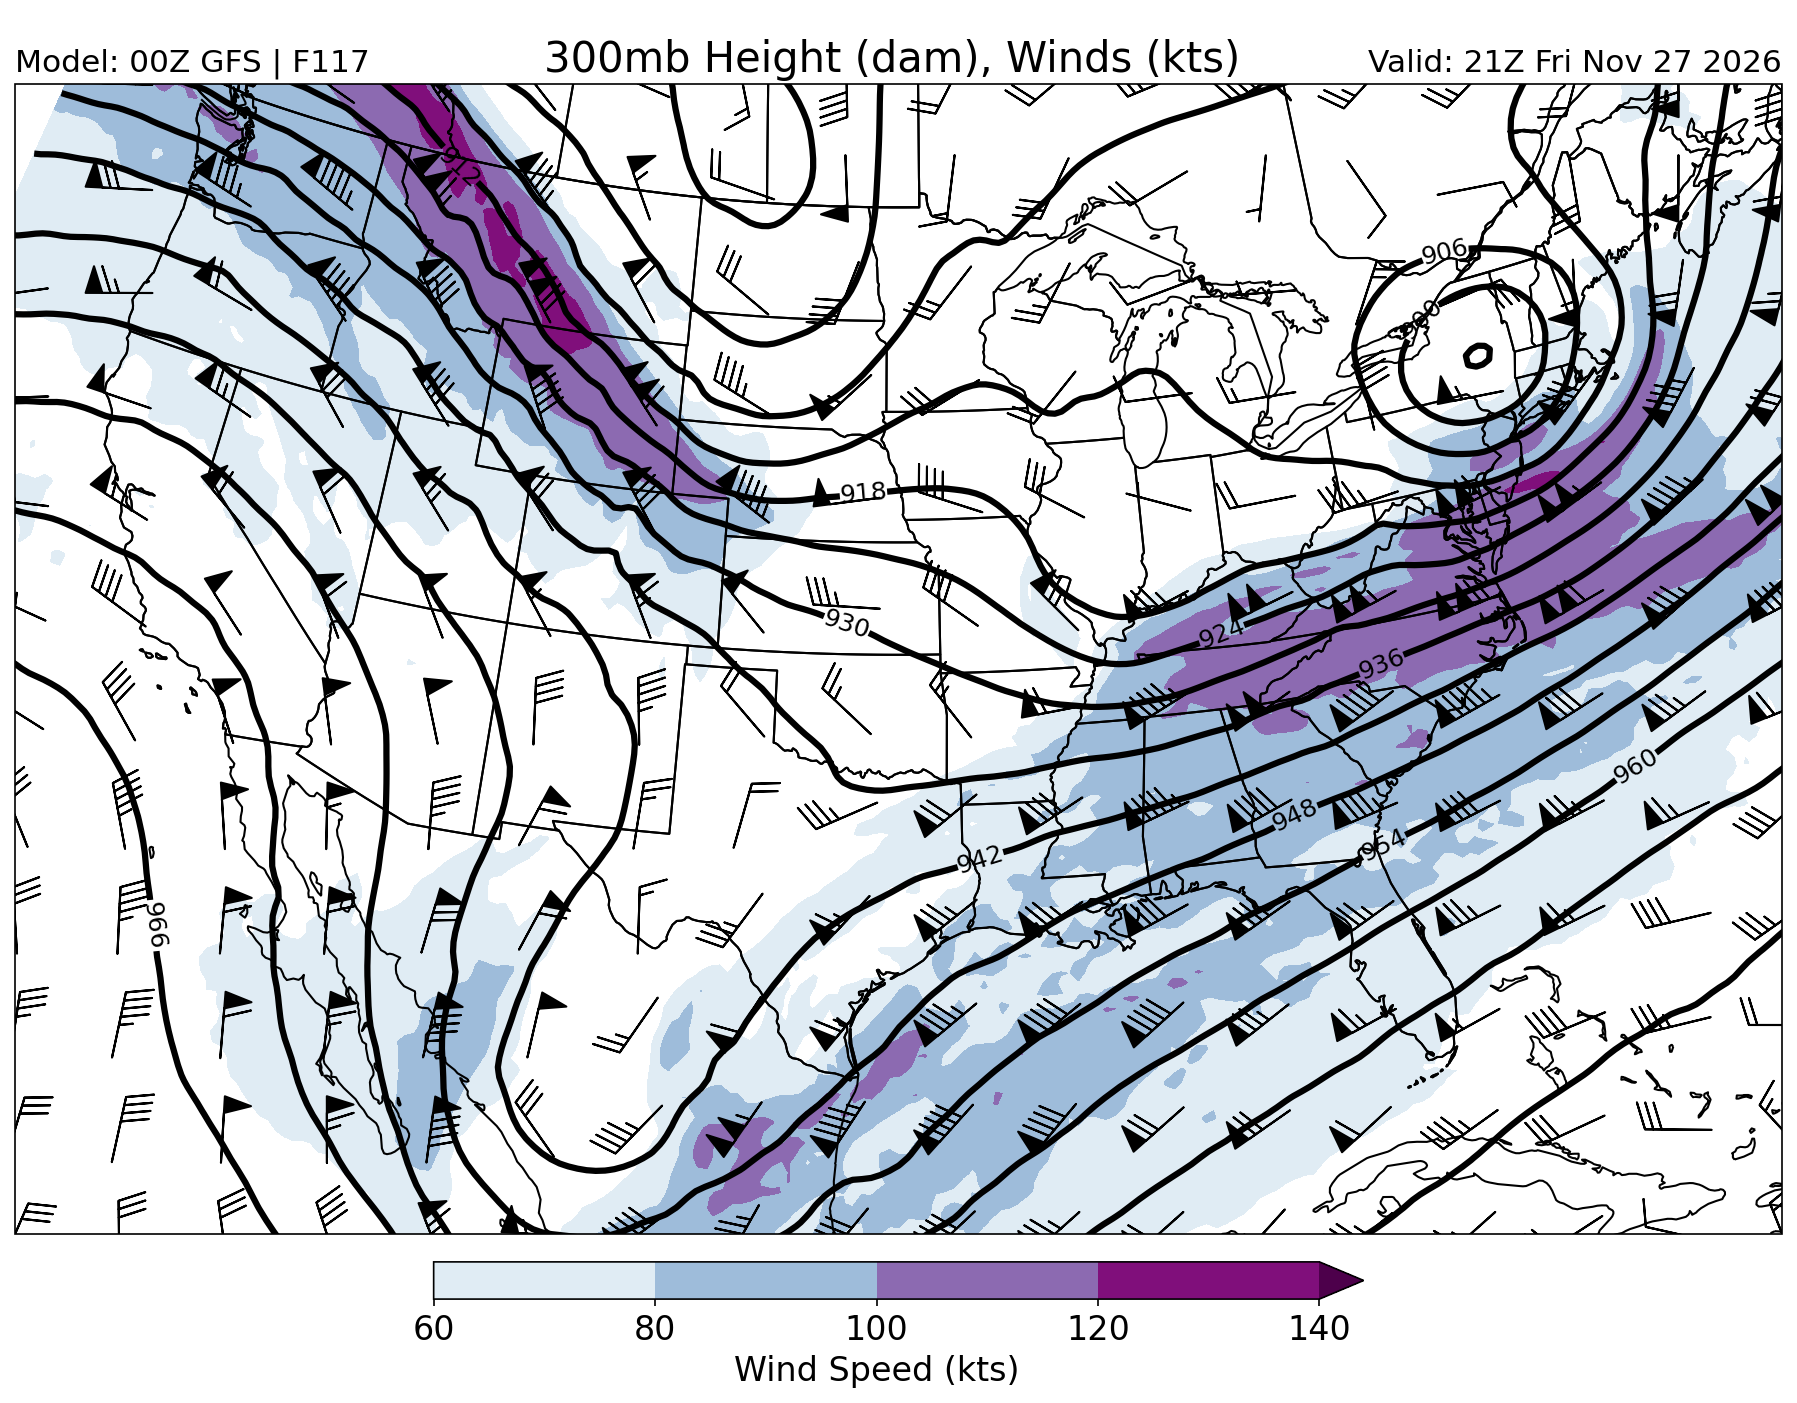 Model: 00Z GFS | F117
300mb Height (dam), Winds (kts)
Valid: 21Z Fri Nov 27 2026
912
906
900
918
930
924
936
960
948
954
942
966
60 80 100 120 140
Wind Speed (kts)